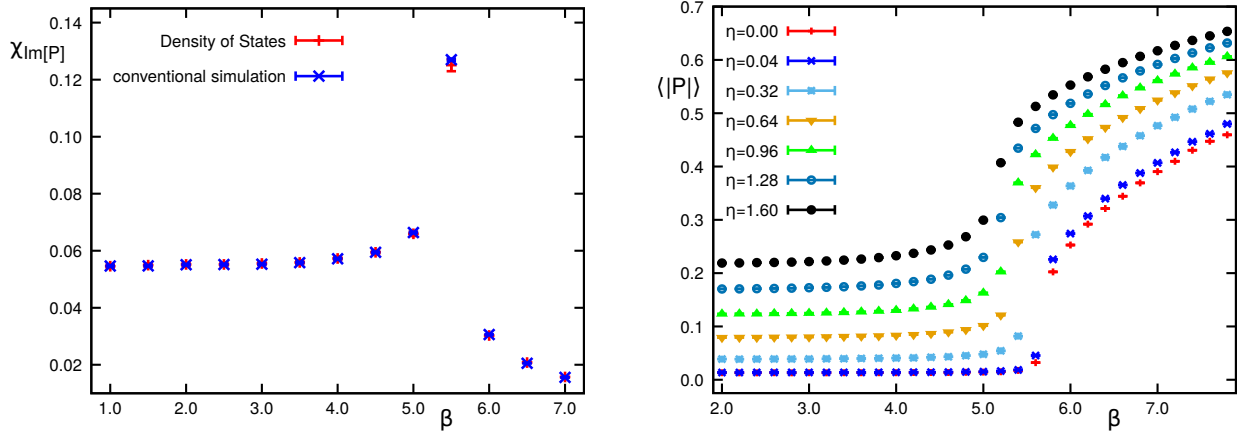 χIm[P]
0.14
0.12
0.10
0.08
0.06
0.04
0.02
Density of States
conventional simulation
1.0 2.0 3.0 4.0 5.0 6.0 7.0
β
⟨|P|⟩
0.7
0.6
0.5
0.4
0.3
0.2
0.1
0.0
η=0.00
η=0.04
η=0.32
η=0.64
η=0.96
η=1.28
η=1.60
2.0 3.0 4.0 5.0 6.0 7.0
β